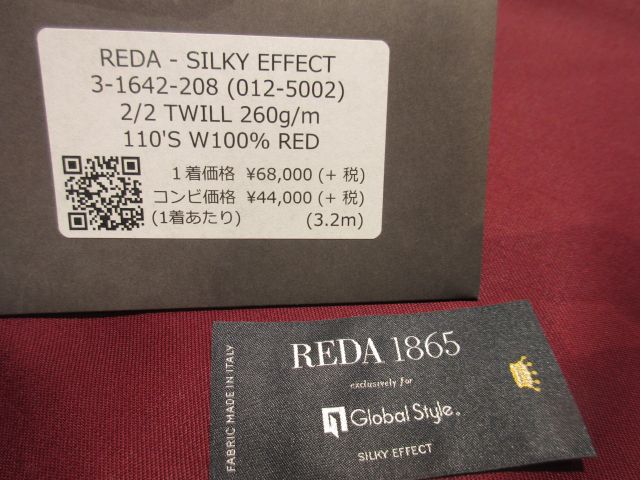 REDA - SILKY EFFECT
3-1642-208 (012-5002)
2/2 TWILL 260g/m
110'S W100% RED
1着価格 ¥68,000 (+ 税)
コンビ価格 ¥44,000 (+ 税)
(1着あたり) (3.2m)
FABRIC MADE IN ITALY
REDA 1865
exclusively for
Global Style.
SILKY EFFECT